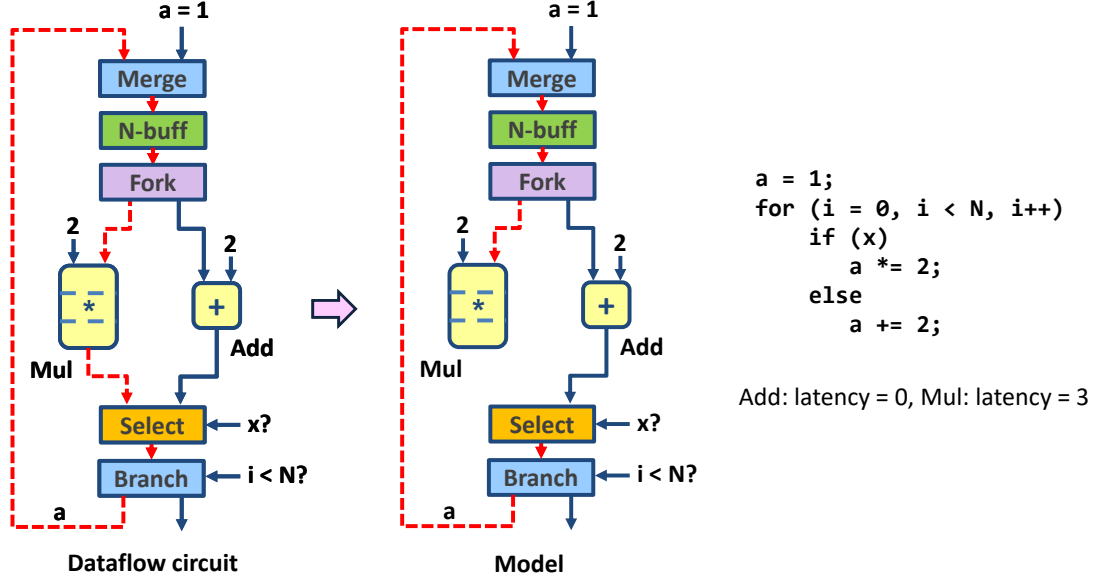 a = 1
Merge
N-buff
Fork
2
2
*
+
Mul
Add
Select
x?
Branch
i < N?
a
Dataflow circuit
a = 1
Merge
N-buff
Fork
2
2
*
+
Mul
Add
Select
x?
Branch
i < N?
a
Model
a = 1;
for (i = 0, i < N, i++)
if (x)
a *= 2;
else
a += 2;
Add: latency = 0, Mul: latency = 3